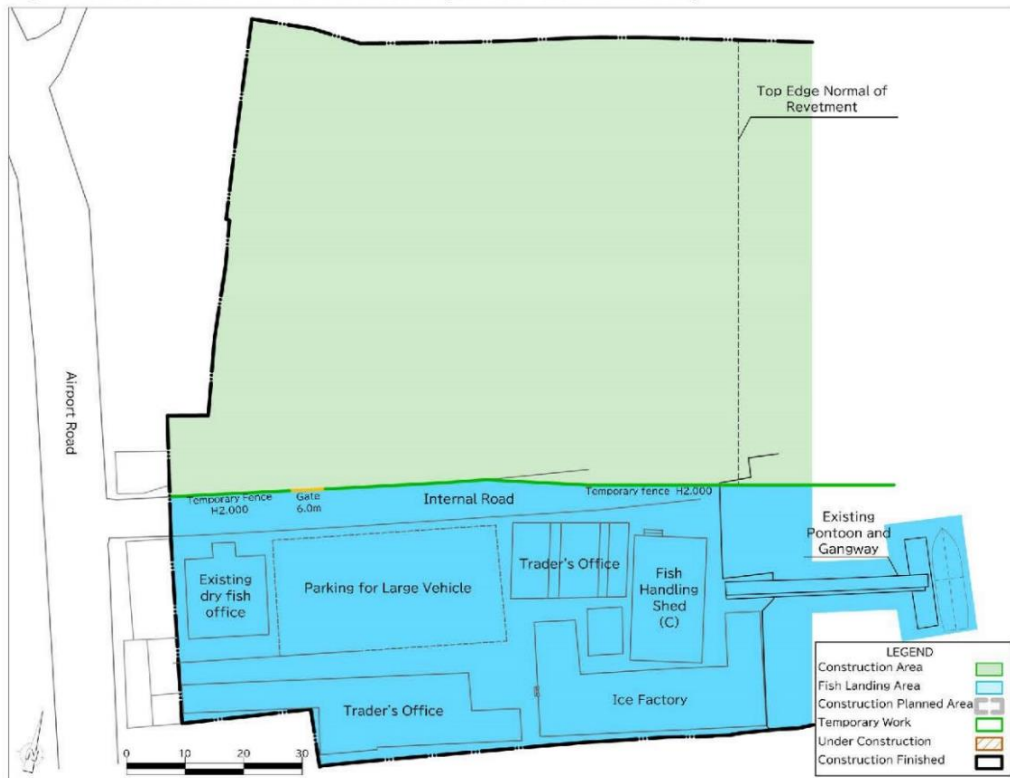 Top Edge Normal of
Revetment
Airport Road
Temporary Fence
H2.000
Gate
6.0m
Internal Road
Temporary fence H2.000
Existing
Pontoon and
Gangway
Existing
dry fish
office
Parking for Large Vehicle
Trader's Office
Fish
Handling
Shed
(C)
Trader's Office
Ice Factory
0 10 20 30
LEGEND
Construction Area
Fish Landing Area
Construction Planned Area
Temporary Work
Under Construction
Construction Finished